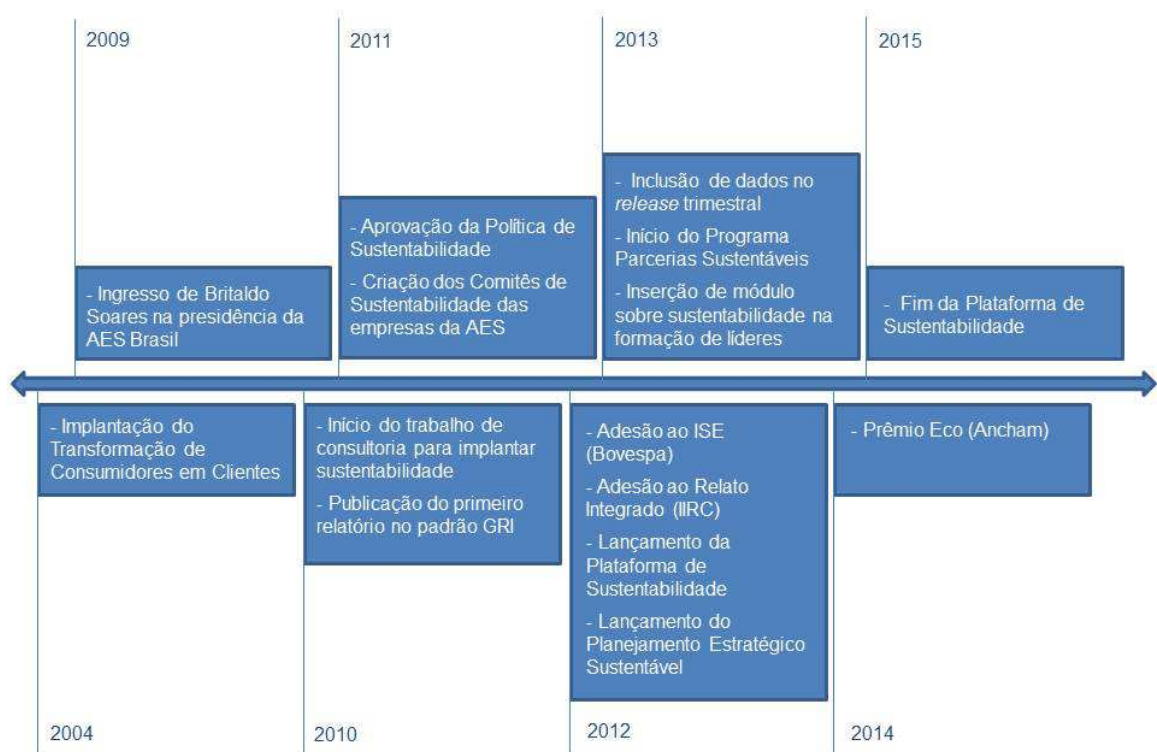 2009
2011
2013
2015
- Ingresso de Britaldo
Soares na presidência da
AES Brasil
- Aprovação da Política de
Sustentabilidade
- Criação dos Comitês de
Sustentabilidade das
empresas da AES
- Inclusão de dados no
release trimestral
- Início do Programa
Parcerias Sustentáveis
- Inserção de módulo
sobre sustentabilidade na
formação de líderes
- Fim da Plataforma de
Sustentabilidade
- Implantação do
Transformação de
Consumidores em Clientes
- Início do trabalho de
consultoria para implantar
sustentabilidade
- Publicação do primeiro
relatório no padrão GRI
- Adesão ao ISE
(Bovespa)
- Adesão ao Relato
Integrado (IIRC)
- Lançamento da
Plataforma de
Sustentabilidade
- Lançamento do
Planejamento Estratégico
Sustentável
- Prêmio Eco (Ancham)
2004
2010
2012
2014